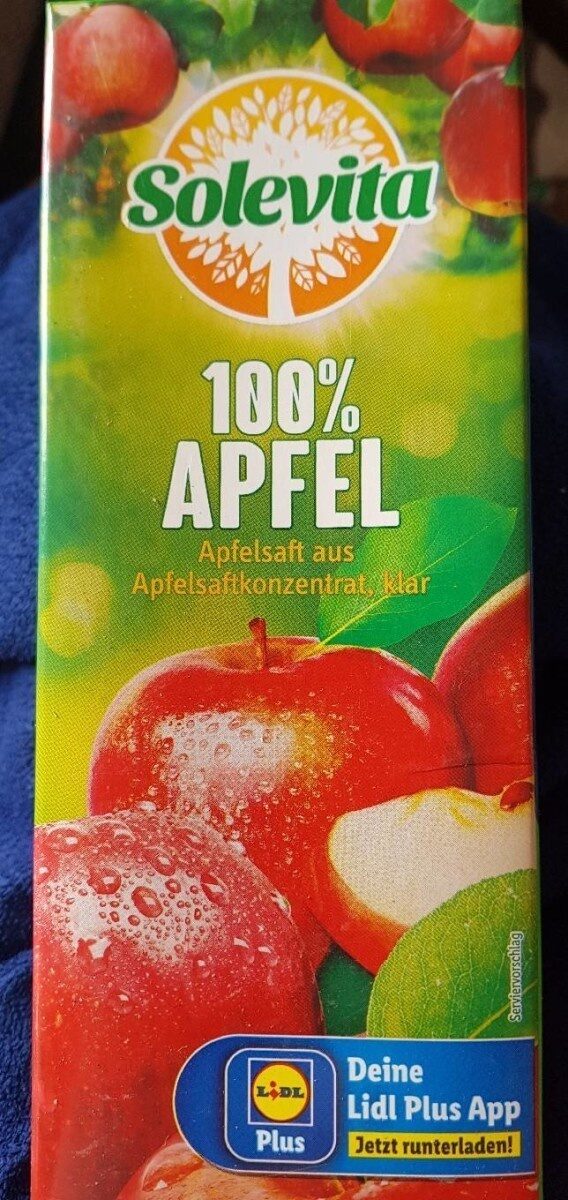 Solevita
100%
APFEL
Apfelsaft aus
Apfelsaftkonzentrat, klar
Serviervorschlag
LiDL
Plus
Deine
Lidl Plus App
Jetzt runterladen!